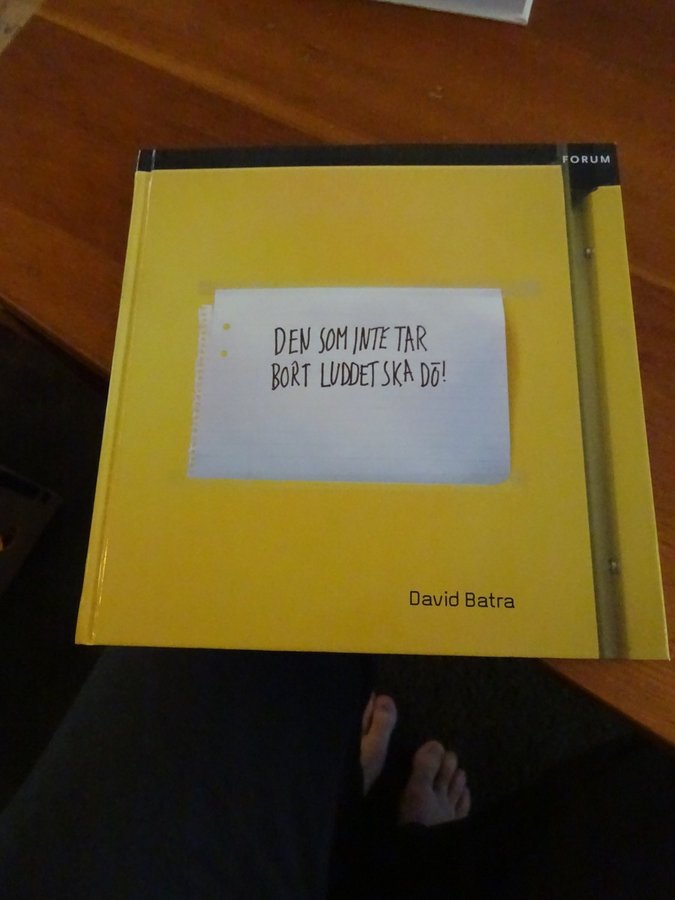 FORUM
DEN SOM INTE TAR
BORT LUDDET SKA DÖ!
David Batra